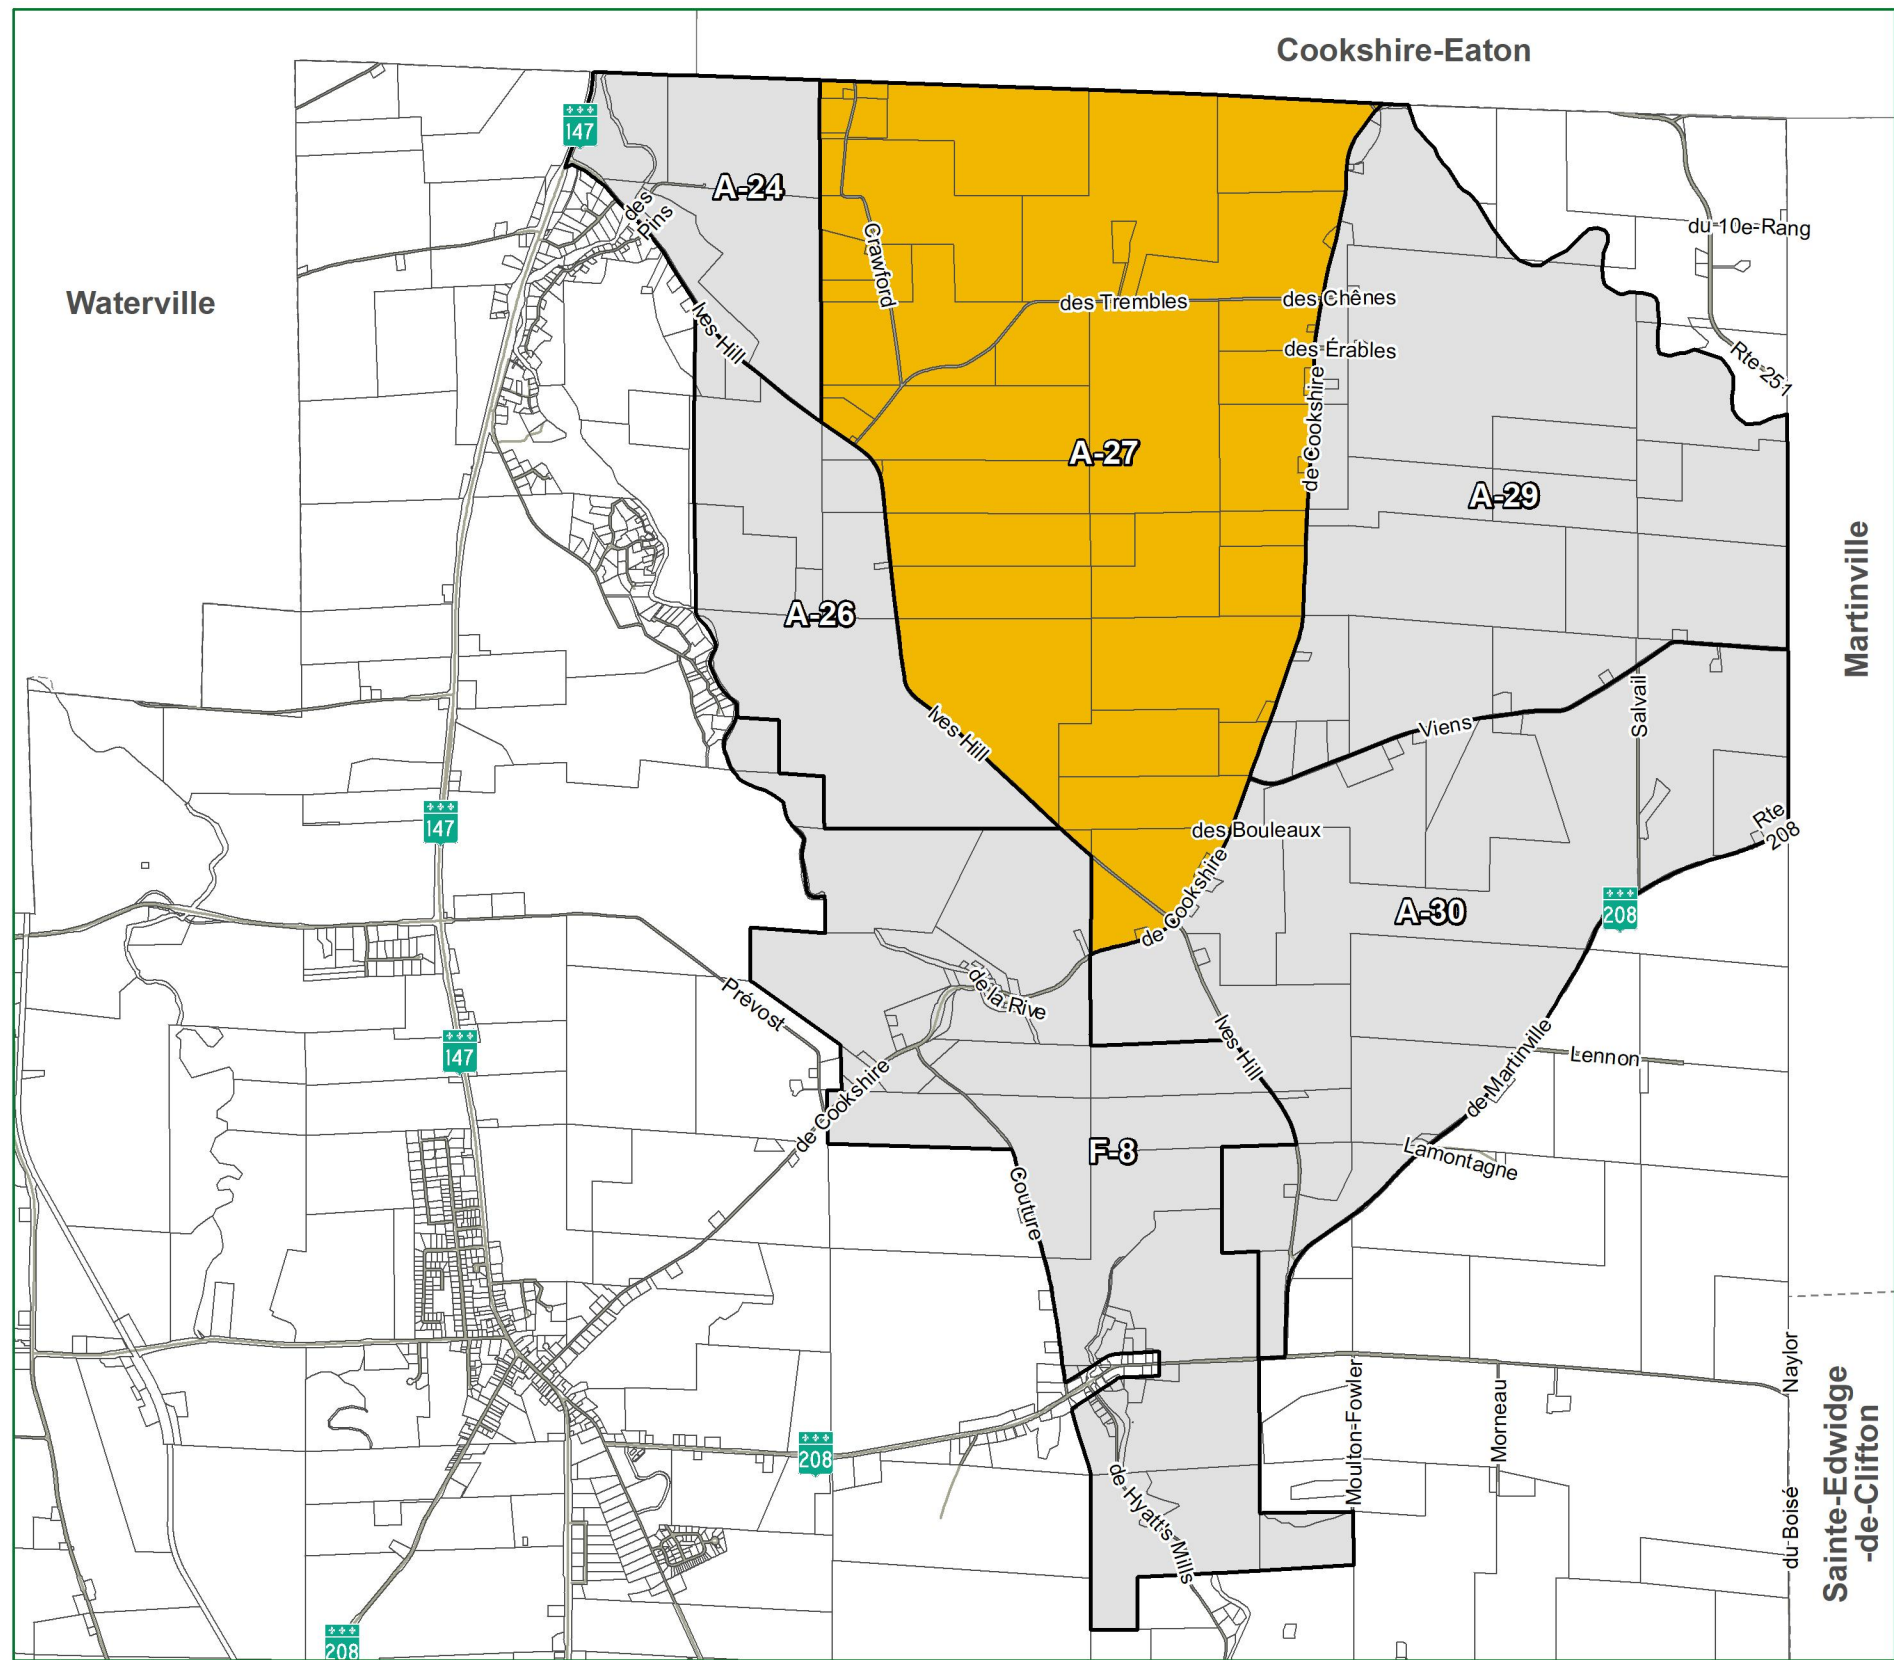 Cookshire-Eaton
147
A-24
des
Pins
du 10e-Rang
Crawford
Waterville
des Trembles
des Chênes
Ives-Hill
des Érables
Rte-251
de Cookshire
A-27
A-29
Martinville
A-26
Salvail
Ives-Hill
Viens
147
des Bouleaux
Rte
208
de Cookshire
A-30
208
de la Rive
Prévost
147
Ives-Hill
de-Martinville
Lennon
de-Cookshire
F-8
Lamontagne
Couture
Naylor
Moulton-Fowler
Morneau
Sainte-Edwidge
-de-Clifton
208
de-Hyatt's-Mills
du-Boisé
208